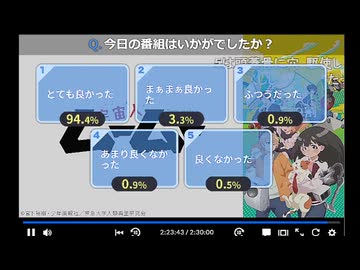 Q.今日の番組はいかがでしたか？
1
とても良かった
94.4%
2
まぁまぁ良かった
3.3%
3
ふつうだった
0.9%
4
あまり良くなかった
0.9%
5
良くなかった
0.5%
2:23:43 / 2:30:00